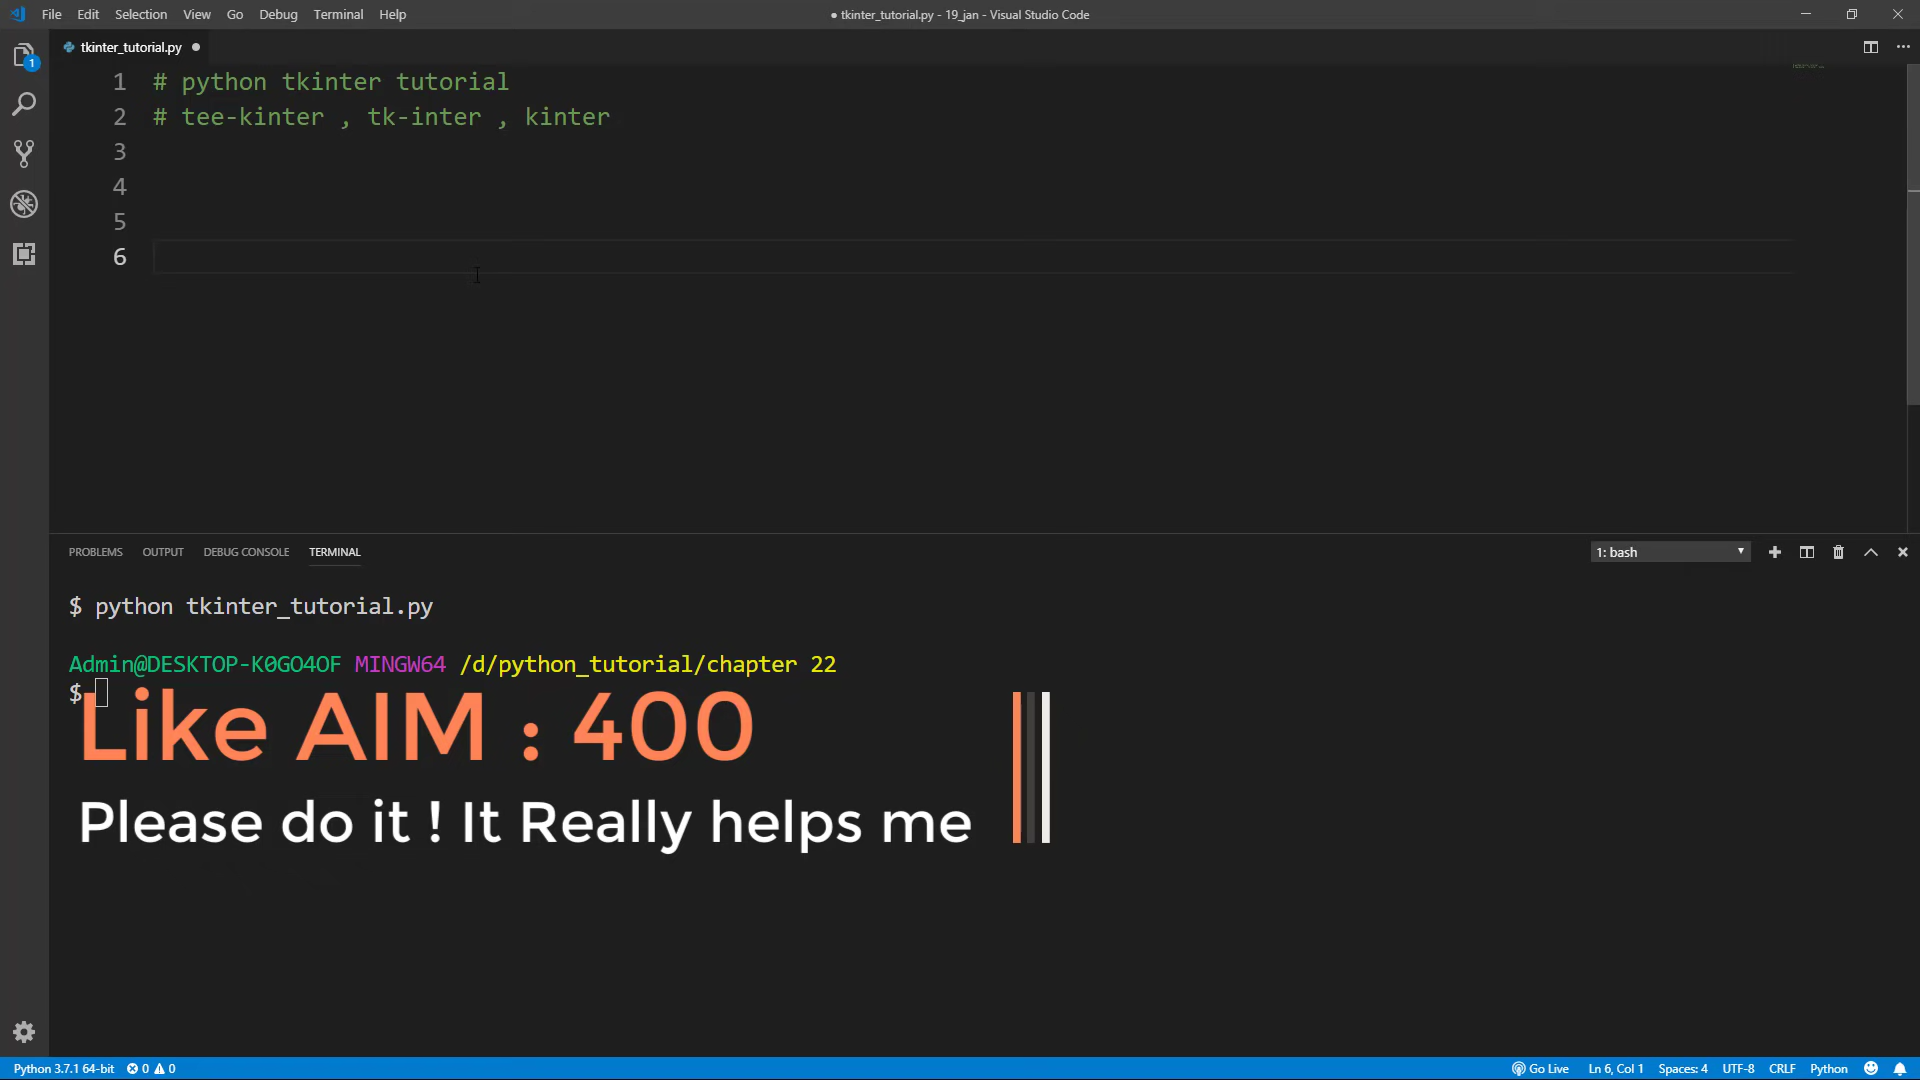 File Edit Selection View Go Debug Terminal Help
● tkinter_tutorial.py - 19_jan - Visual Studio Code
tkinter_tutorial.py ●
1
1 # python tkinter tutorial
2 # tee-kinter , tk-inter , kinter
3
4
5
6
PROBLEMS OUTPUT DEBUG CONSOLE TERMINAL
1: bash
$ python tkinter_tutorial.py
Admin@DESKTOP-K0GO4OF MINGW64 /d/python_tutorial/chapter 22
$
Like AIM : 400
Please do it ! It Really helps me
Python 3.7.1 64-bit 0 0
Go Live Ln 6, Col 1 Spaces: 4 UTF-8 CRLF Python